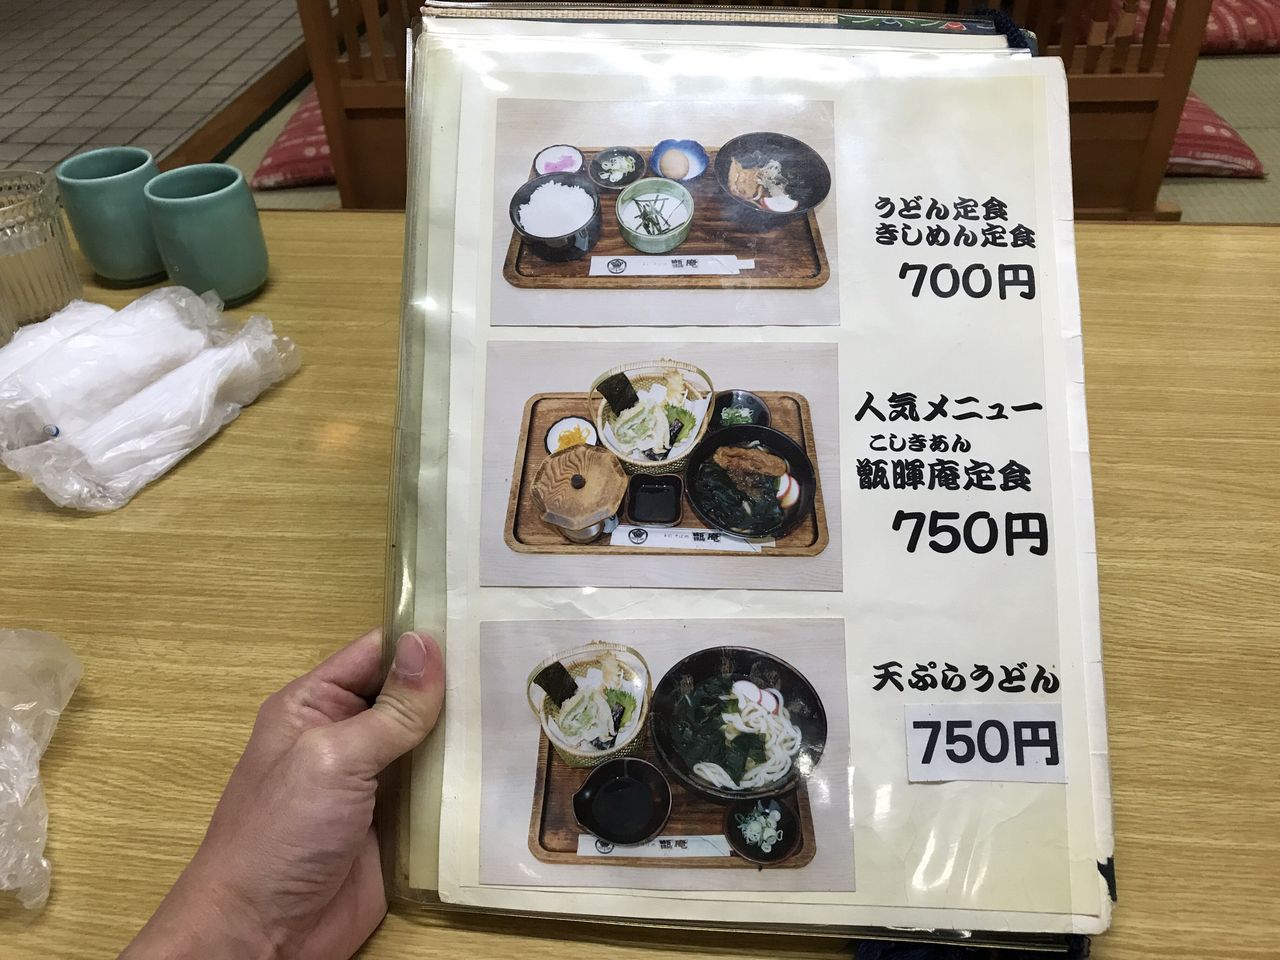 うどん定食
きしめん定食
700円
人気メニュー
こしきあん
甑暉庵定食
750円
天ぷらうどん
750円